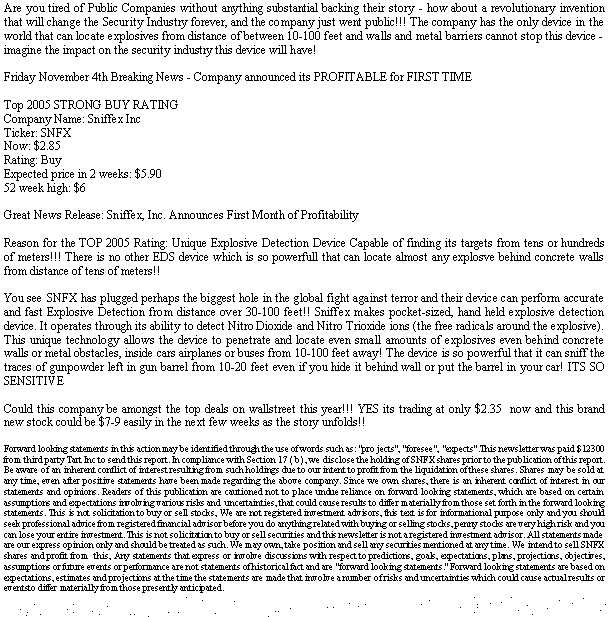 Are you tired of Public Companies without anything substantial backing their story - how about a revolutionary invention
that will change the Security Industry forever, and the company just went public!!! The company has the only device in the
world that can locate explosives from distance of between 10-100 feet and walls and metal barriers cannot stop this device -
imagine the impact on the security industry this device will have!
Friday November 4th Breaking News - Company announced its PROFITABLE for FIRST TIME
Top 2005 STRONG BUY RATING
Company Name: Sniffex Inc
Ticker: SNFX
Now: $2.85
Rating: Buy
Expected price in 2 weeks: $5.90
52 week high: $6
Great News Release: Sniffex, Inc. Announces First Month of Profitability
Reason for the TOP 2005 Rating: Unique Explosive Detection Device Capable of finding its targets from tens or hundreds
of meters!!! There is no other EDS device which is so powerfull that can locate almost any explosve behind concrete walls
from distance of tens of meters!!
You see SNFX has plugged perhaps the biggest hole in the global fight against terror and their device can perform accurate
and fast Explosive Detection from distance over 30-100 feet!! Sniffex makes pocket-sized, hand held explosive detection
device. It operates through its ability to detect Nitro Dioxide and Nitro Trioxide ions (the free radicals around the explosive).
This unique technology allows the device to penetrate and locate even small amounts of explosives even behind concrete
walls or metal obstacles, inside cars airplanes or buses from 10-100 feet away! The device is so powerful that it can sniff the
traces of gunpowder left in gun barrel from 10-20 feet even if you hide it behind wall or put the barrel in your car! ITS SO
SENSITIVE
Could this company be amongst the top deals on wallstreet this year!!! YES its trading at only $2.35 now and this brand
new stock could be $7-9 easily in the next few weeks as the story unfolds!!
Forward looking statements in this action may be identified through the use of words such as: "pro jects", "foresee", "expects" This newsletter was paid $12300
from third party Tart Inc to send this report. In compliance with Section 17 ( b ), we disclose the holding of SNFX shares prior to the publication of this report.
Be aware of an inherent conflict of interest resulting from such holdings due to our intent to profit from the liquidation of these shares. Shares may be sold at
any time, even after positive statements have been made regarding the above company. Since we own shares, there is an inherent conflict of interest in our
statements and opinions. Readers of this publication are cautioned not to place undue reliance on forward looking statements, which are based on certain
assumptions and expectations involving various risks and uncertainties, that could cause results to differ materially from those set forth in the forward looking
statements. This is not solicitation to buy or sell stocks, We are not registered investment advisors, this text is for informational purpose only and you should
seek professional advice from registered financial advisor before you do anything related with buying or selling stocks, penny stocks are very high risk and you
can lose your entire investment. This is not solicitation to buy or sell securities and this newsletter is not a registered investment advisor. All statements made
are our express opinion only and should be treated as such. We may own, take position and sell any securities mentioned at any time. We intend to sell SNFX
shares and profit from this, Any statements that express or involve discussions with respect to predictions, goals, expectations, plans, projections, objectives,
assumptions or future events or performance are not statements of historical fact and are "forward looking statements." Forward looking statements are based on
expectations, estimates and projections at the time the statements are made that involve a number of risks and uncertainties which could cause actual results or
events to differ materially from those presently anticipated.